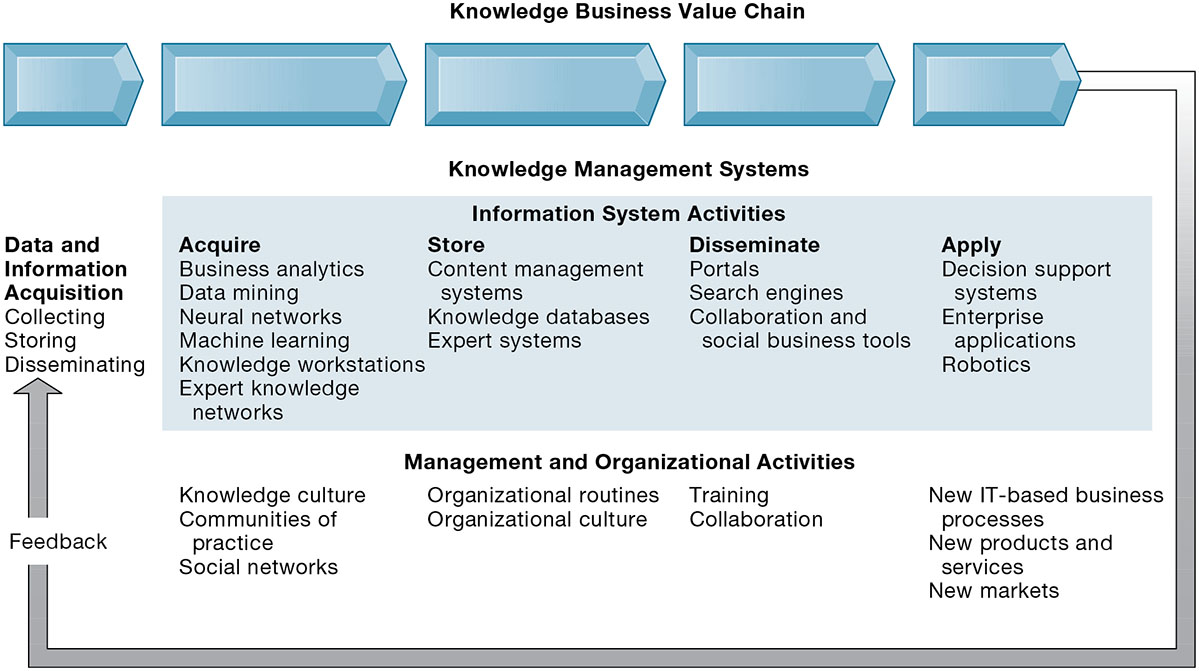 Knowledge Business Value Chain
Knowledge Management Systems
Information System Activities
Data and
Information
Acquisition
Collecting
Storing
Disseminating
Acquire
Business analytics
Data mining
Neural networks
Machine learning
Knowledge workstations
Expert knowledge
networks
Store
Content management
systems
Knowledge databases
Expert systems
Disseminate
Portals
Search engines
Collaboration and
social business tools
Apply
Decision support
systems
Enterprise
applications
Robotics
Management and Organizational Activities
Knowledge culture
Communities of
practice
Social networks
Organizational routines
Organizational culture
Training
Collaboration
New IT-based business
processes
New products and
services
New markets
Feedback